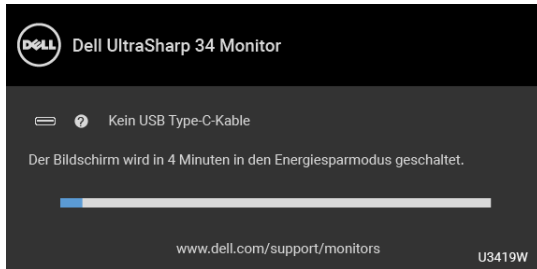 DELL
Dell UltraSharp 34 Monitor
? Kein USB Type-C-Kable
Der Bildschirm wird in 4 Minuten in den Energiesparmodus geschaltet.
www.dell.com/support/monitors
U3419W